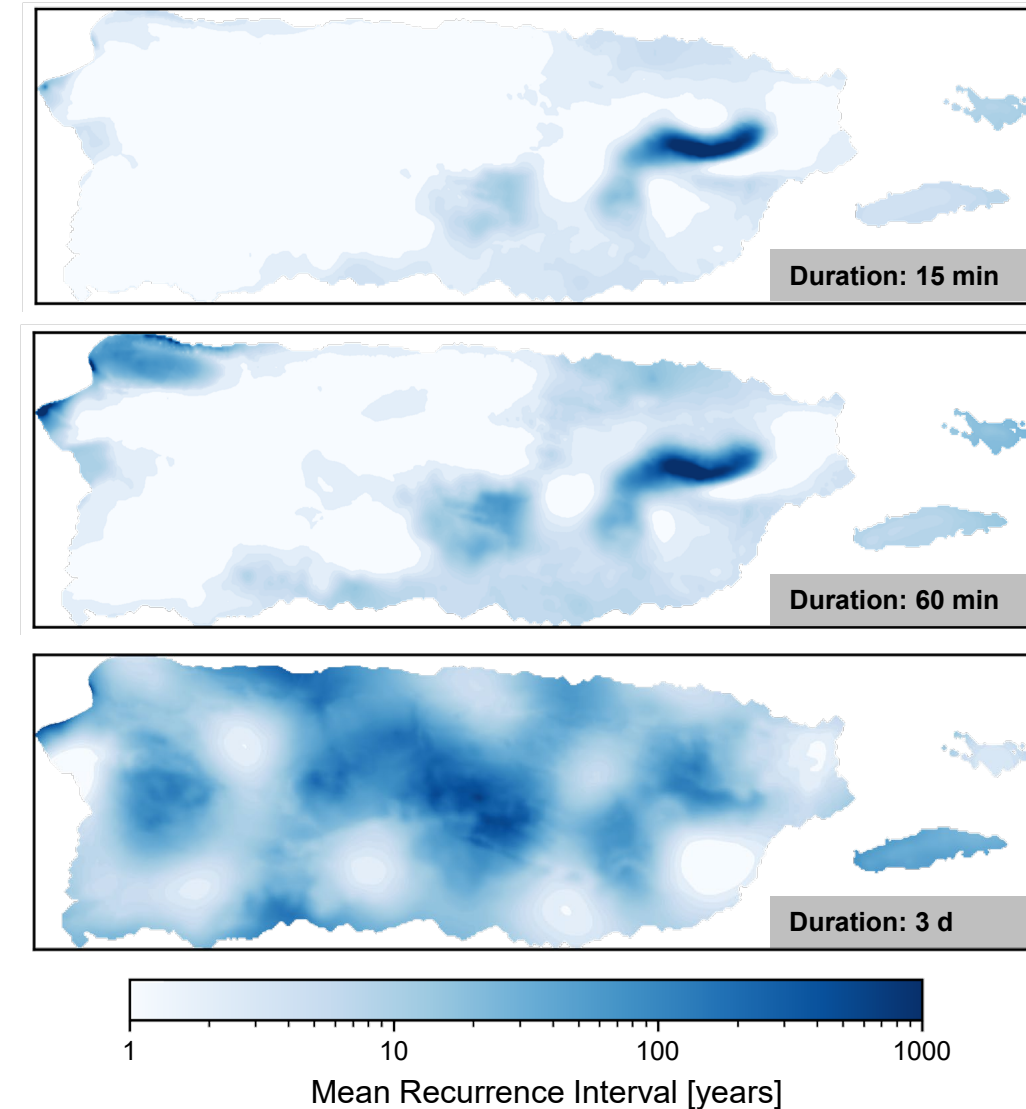 Duration: 15 min
Duration: 60 min
Duration: 3 d
1 10 100 1000
Mean Recurrence Interval [years]